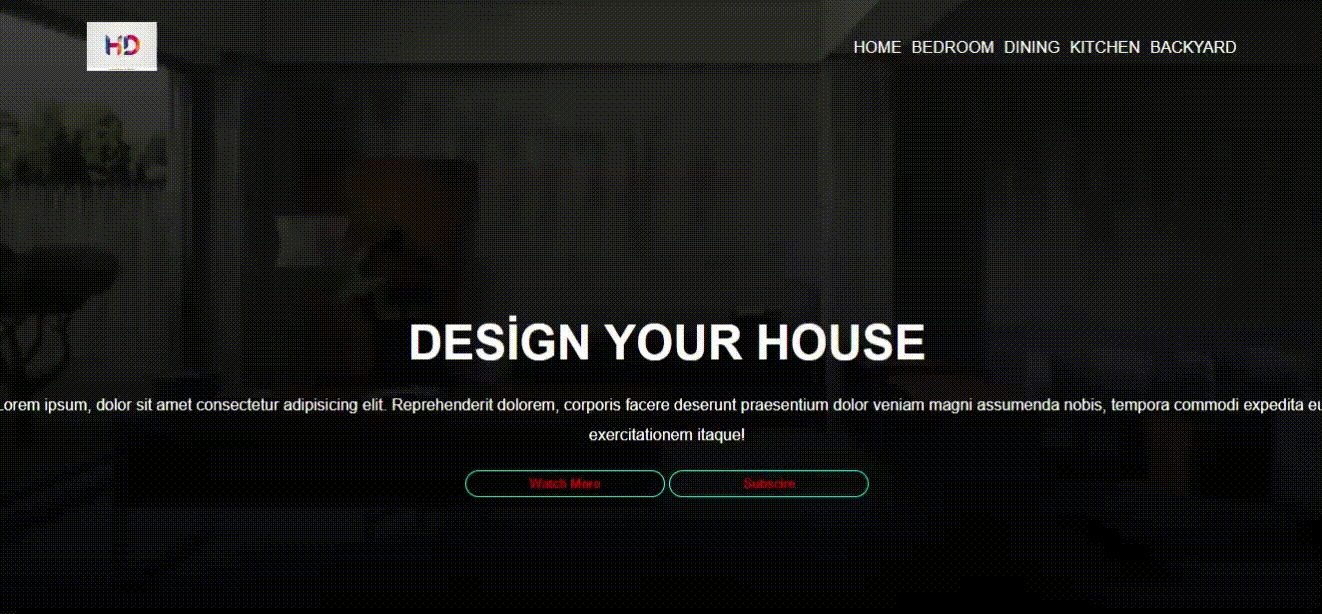 HD
HOME BEDROOM DINING KITCHEN BACKYARD
DESİGN YOUR HOUSE
Lorem ipsum, dolor sit amet consectetur adipisicing elit. Reprehenderit dolorem, corporis facere deserunt praesentium dolor veniam magni assumenda nobis, tempora commodi expedita eu
exercitationem itaque!
Watch More Subscire